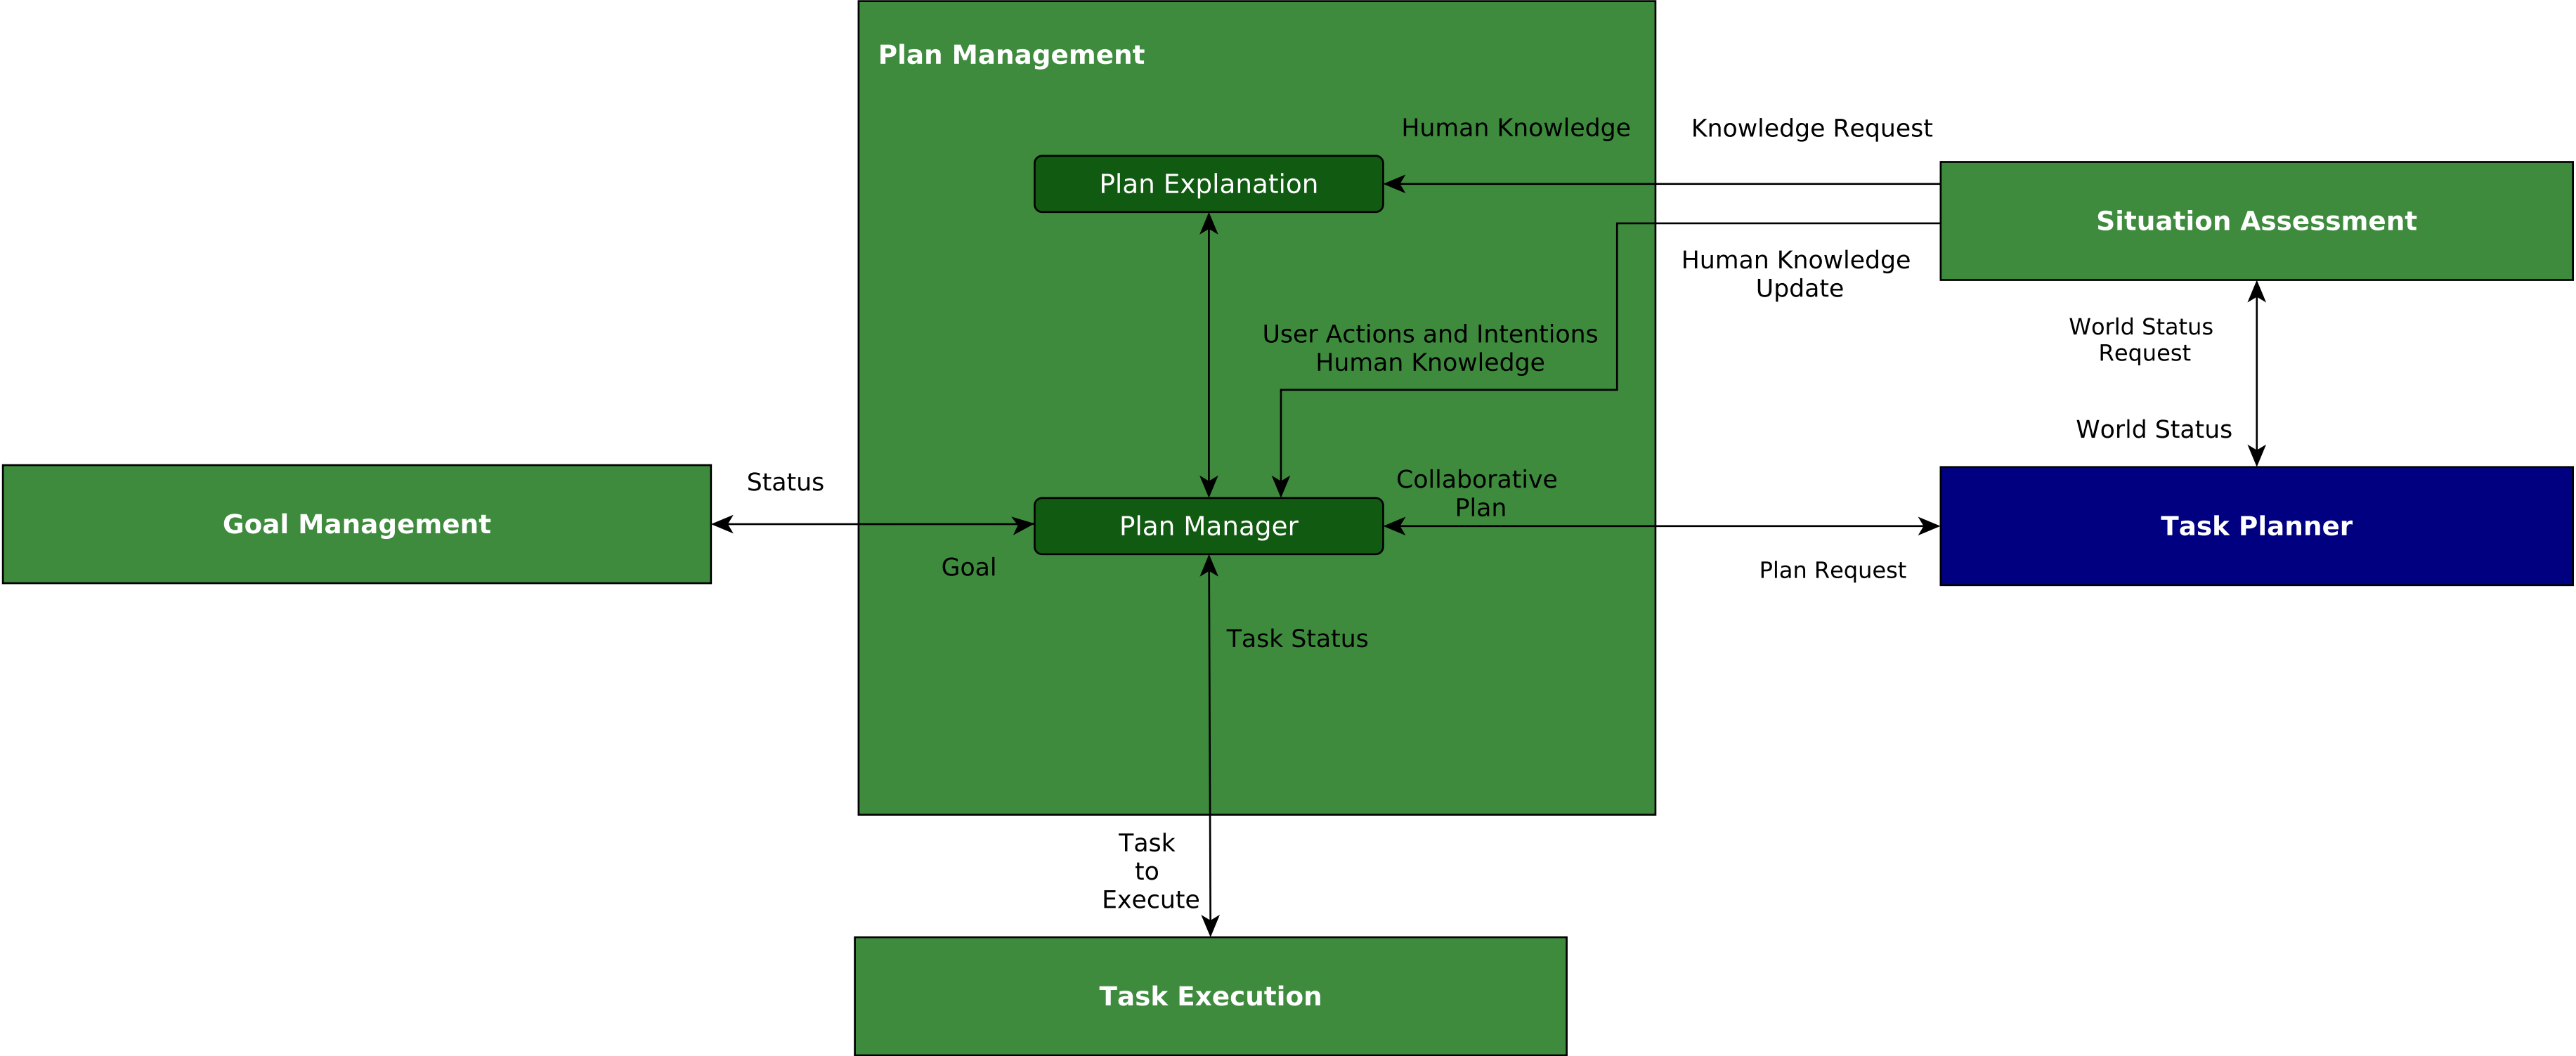 Plan Management
Human Knowledge
Knowledge Request
Plan Explanation
Situation Assessment
Human Knowledge
Update
User Actions and Intentions
Human Knowledge
World Status
Request
World Status
Status
Collaborative
Plan
Goal Management
Plan Manager
Task Planner
Goal
Plan Request
Task Status
Task
to
Execute
Task Execution